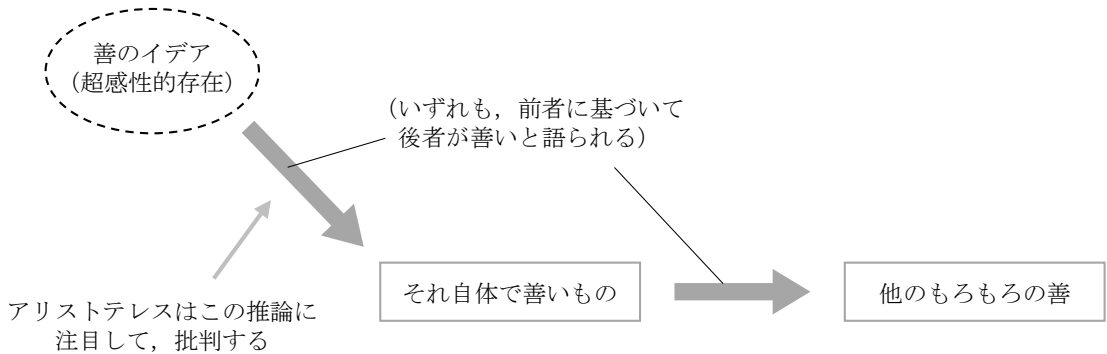 善のイデア
(超感性的存在)
(いずれも,前者に基づいて
後者が善いと語られる)
それ自体で善いもの
他のもろもろの善
アリストテレスはこの推論に
注目して,批判する